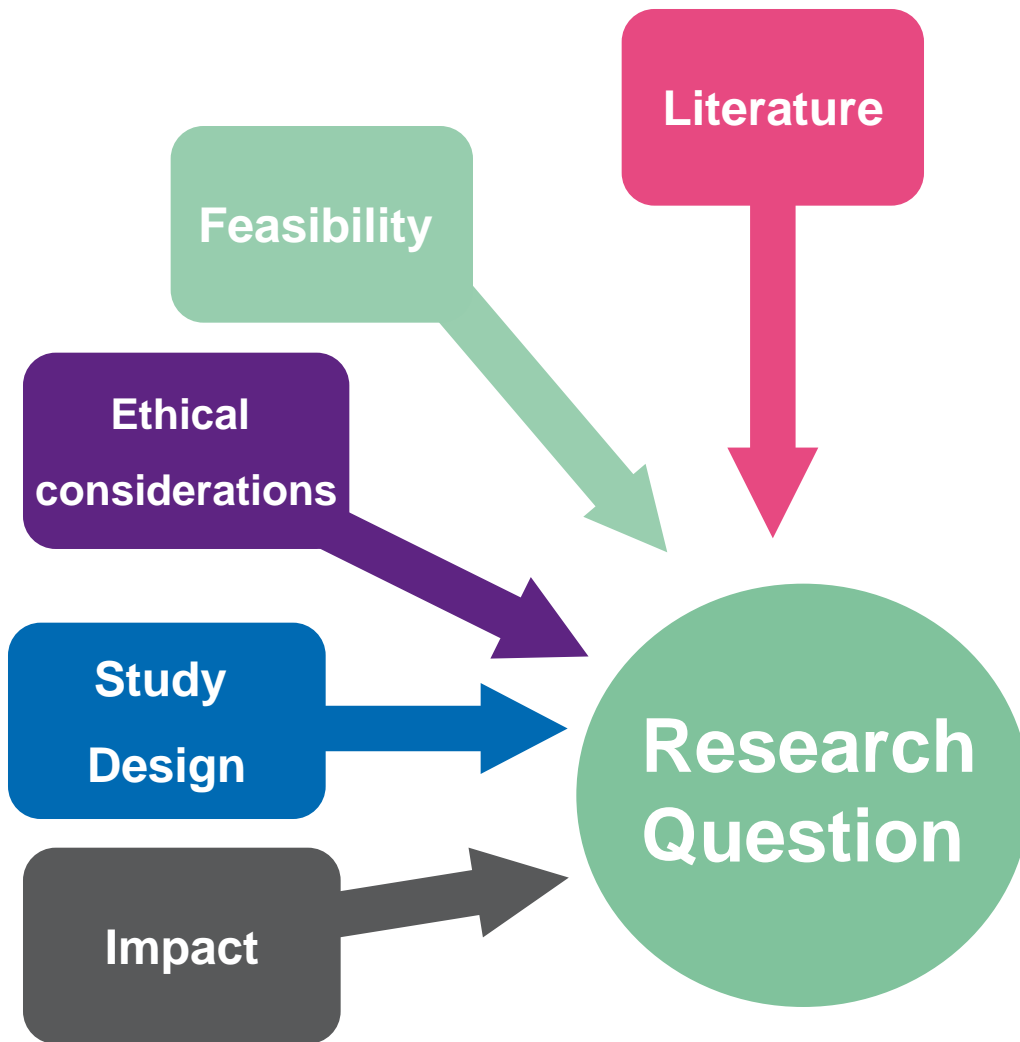 Literature
Feasibility
Ethical
considerations
Study
Design
Impact
Research
Question